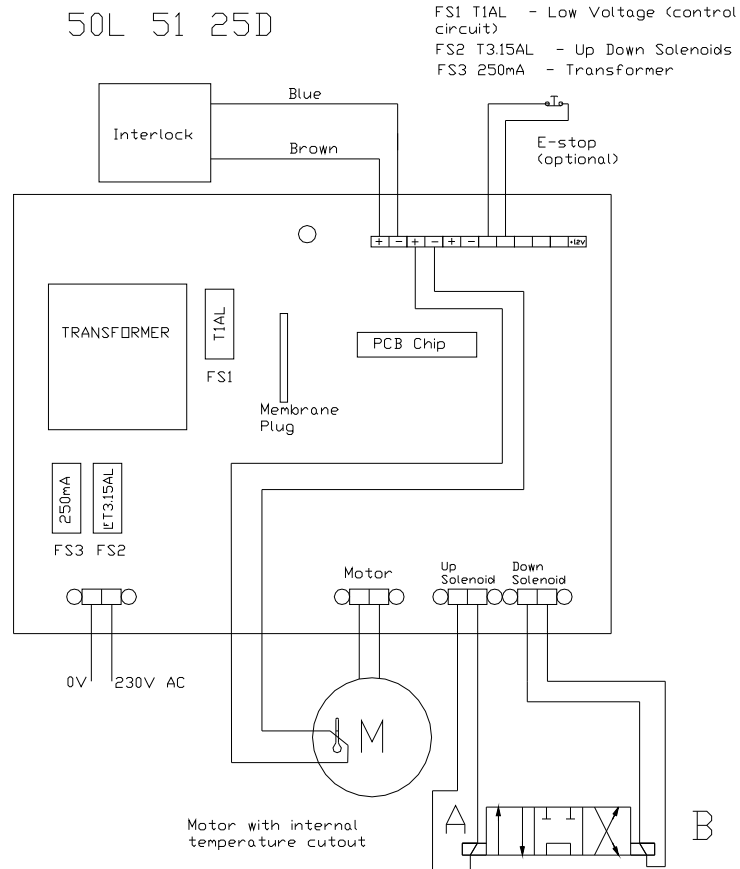 50L 51 25D
FS1 T1AL - Low Voltage (control
circuit)
FS2 T3.15AL - Up Down Solenoids
FS3 250mA - Transformer
Blue
Interlock
Brown
E-stop
(optional)
+ - + - + - +12V
TRANSFORMER
T1AL
PCB Chip
FS1
Membrane
Plug
250mA
T3.15AL
FS3 FS2
Motor
Up
Solenoid
Down
Solenoid
0V 230V AC
M
A
B
Motor with internal
temperature cutout